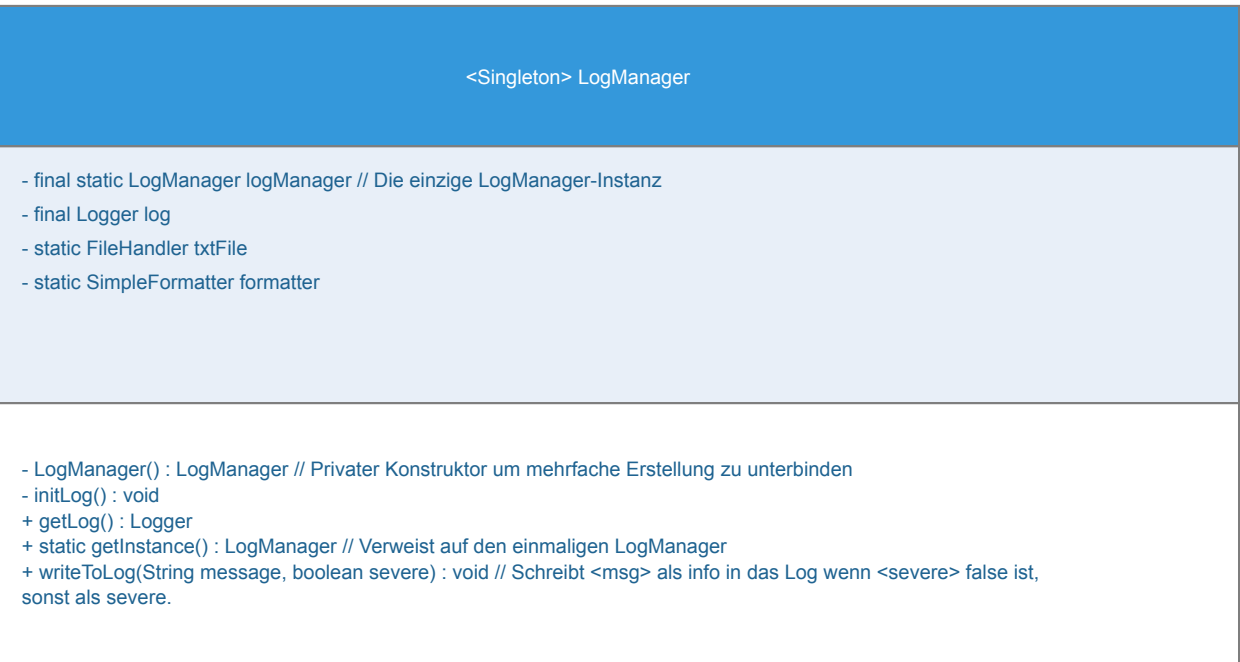 <Singleton> LogManager
- final static LogManager logManager // Die einzige LogManager-Instanz
- final Logger log
- static FileHandler txtFile
- static SimpleFormatter formatter
- LogManager() : LogManager // Privater Konstruktor um mehrfache Erstellung zu unterbinden
- initLog() : void
+ getLog() : Logger
+ static getInstance() : LogManager // Verweist auf den einmaligen LogManager
+ writeToLog(String message, boolean severe) : void // Schreibt <msg> als info in das Log wenn <severe> false ist,
sonst als severe.